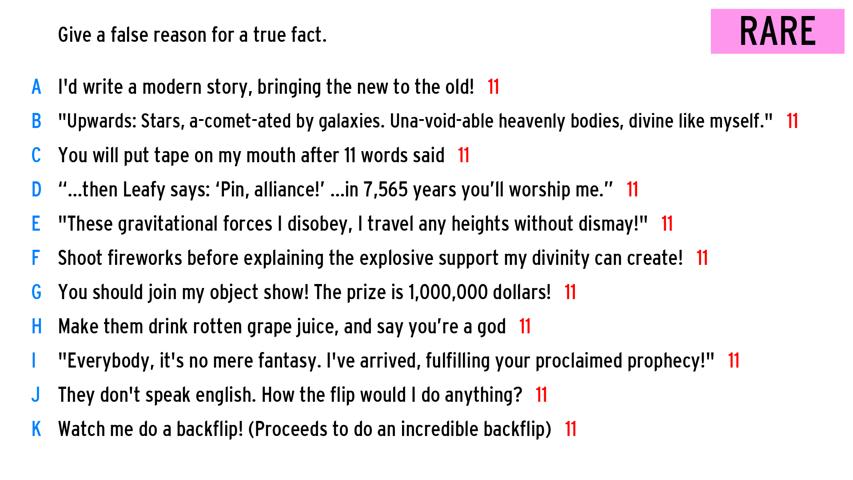 Give a false reason for a true fact.
RARE
A I'd write a modern story, bringing the new to the old! 11
B "Upwards: Stars, a-comet-ated by galaxies. Una-void-able heavenly bodies, divine like myself." 11
C You will put tape on my mouth after 11 words said 11
D “...then Leafy says: ‘Pin, alliance!’ ...in 7,565 years you’ll worship me.” 11
E "These gravitational forces I disobey, I travel any heights without dismay!" 11
F Shoot fireworks before explaining the explosive support my divinity can create! 11
G You should join my object show! The prize is 1,000,000 dollars! 11
H Make them drink rotten grape juice, and say you’re a god 11
I "Everybody, it's no mere fantasy. I've arrived, fulfilling your proclaimed prophecy!" 11
J They don't speak english. How the flip would I do anything? 11
K Watch me do a backflip! (Proceeds to do an incredible backflip) 11